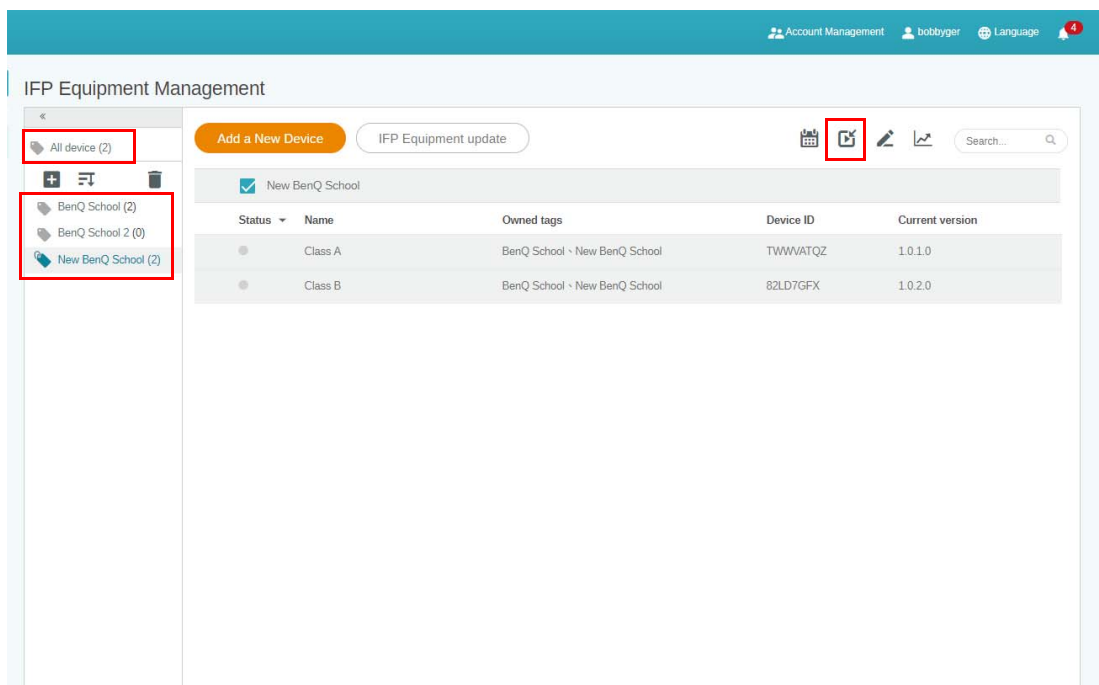 Account Management bobbyger Language 4
IFP Equipment Management
«
All device (2)
Add a New Device IFP Equipment update Search...
BenQ School (2)
BenQ School 2 (0)
New BenQ School (2)
New BenQ School
Status Name Owned tags Device ID Current version
Class A BenQ School、New BenQ School TWWVATQZ 1.0.1.0
Class B BenQ School、New BenQ School 82LD7GFX 1.0.2.0